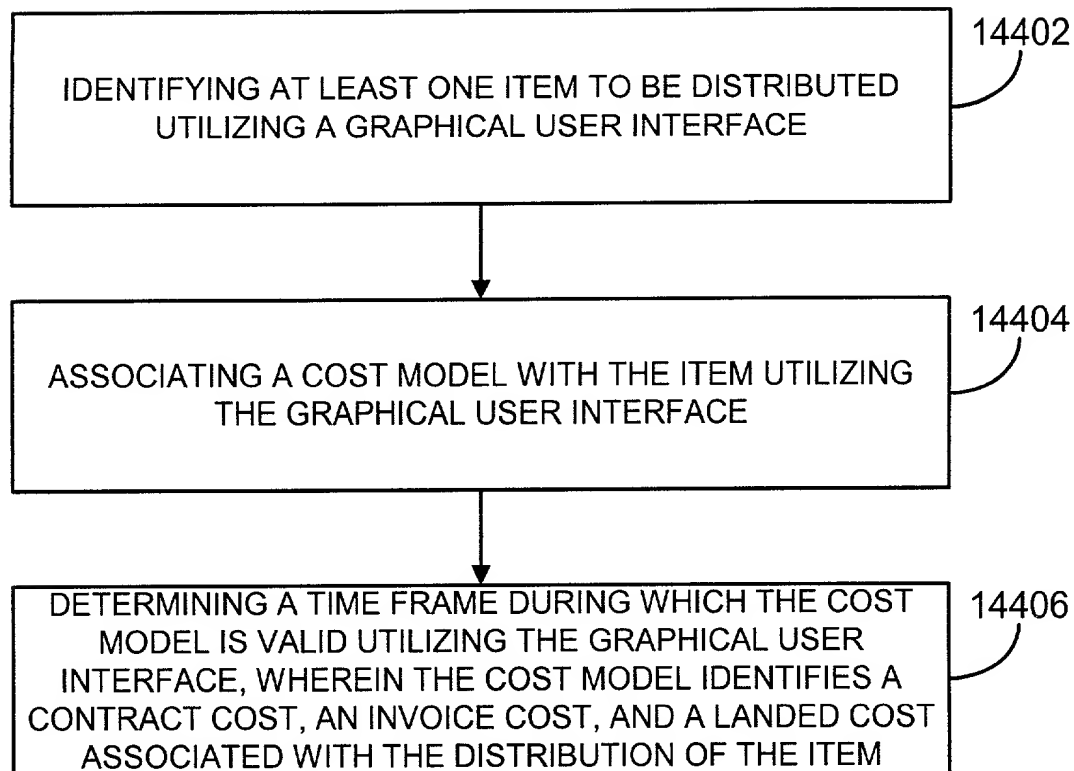 14402
IDENTIFYING AT LEAST ONE ITEM TO BE DISTRIBUTED
UTILIZING A GRAPHICAL USER INTERFACE
14404
ASSOCIATING A COST MODEL WITH THE ITEM UTILIZING
THE GRAPHICAL USER INTERFACE
14406
DETERMINING A TIME FRAME DURING WHICH THE COST
MODEL IS VALID UTILIZING THE GRAPHICAL USER
INTERFACE, WHEREIN THE COST MODEL IDENTIFIES A
CONTRACT COST, AN INVOICE COST, AND A LANDED COST
ASSOCIATED WITH THE DISTRIBUTION OF THE ITEM